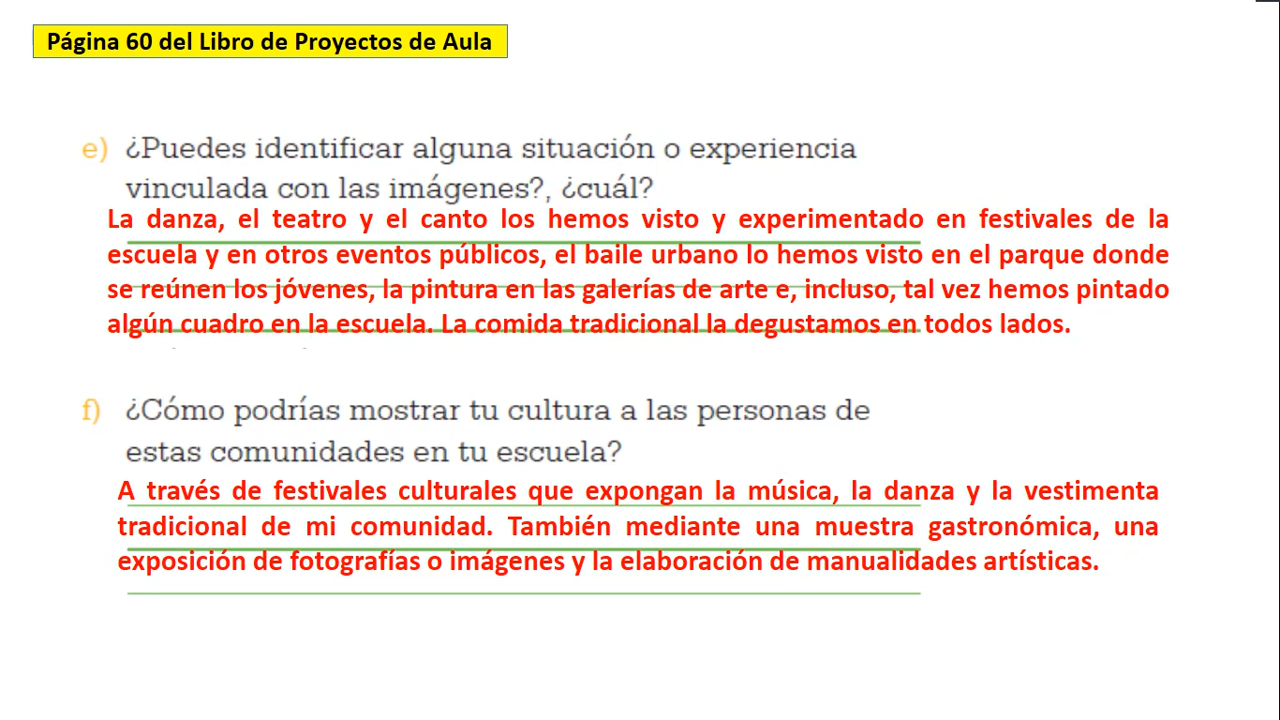 Página 60 del Libro de Proyectos de Aula
e) ¿Puedes identificar alguna situación o experiencia
vinculada con las imágenes?, ¿cuál?
La danza, el teatro y el canto los hemos visto y experimentado en festivales de la
escuela y en otros eventos públicos, el baile urbano lo hemos visto en el parque donde
se reúnen los jóvenes, la pintura en las galerías de arte e, incluso, tal vez hemos pintado
algún cuadro en la escuela. La comida tradicional la degustamos en todos lados.
f) ¿Cómo podrías mostrar tu cultura a las personas de
estas comunidades en tu escuela?
A través de festivales culturales que expongan la música, la danza y la vestimenta
tradicional de mi comunidad. También mediante una muestra gastronómica, una
exposición de fotografías o imágenes y la elaboración de manualidades artísticas.